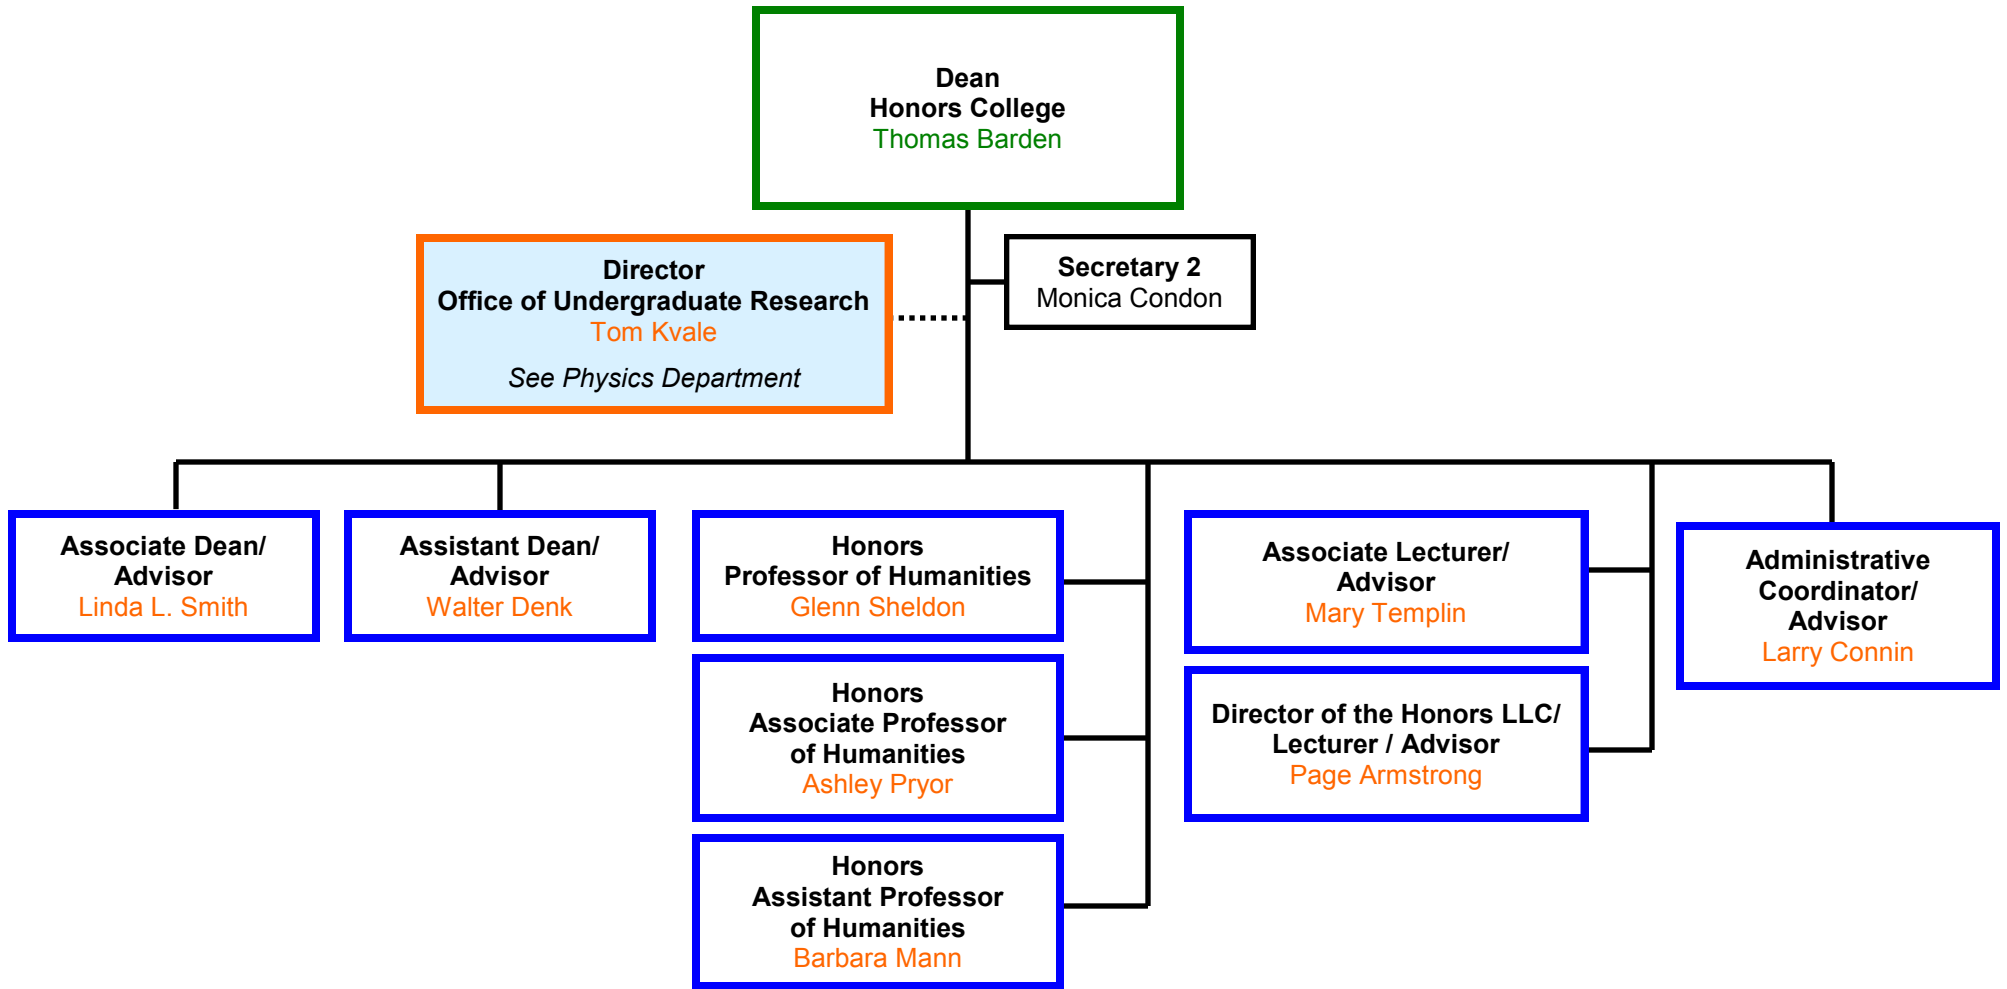 Dean
Honors College
Thomas Barden
Director
Office of Undergraduate Research
Tom Kvale
See Physics Department
Secretary 2
Monica Condon
Associate Dean/
Advisor
Linda L. Smith
Assistant Dean/
Advisor
Walter Denk
Honors
Professor of Humanities
Glenn Sheldon
Honors
Associate Professor
of Humanities
Ashley Pryor
Honors
Assistant Professor
of Humanities
Barbara Mann
Associate Lecturer/
Advisor
Mary Templin
Director of the Honors LLC/
Lecturer / Advisor
Page Armstrong
Administrative
Coordinator/
Advisor
Larry Connin